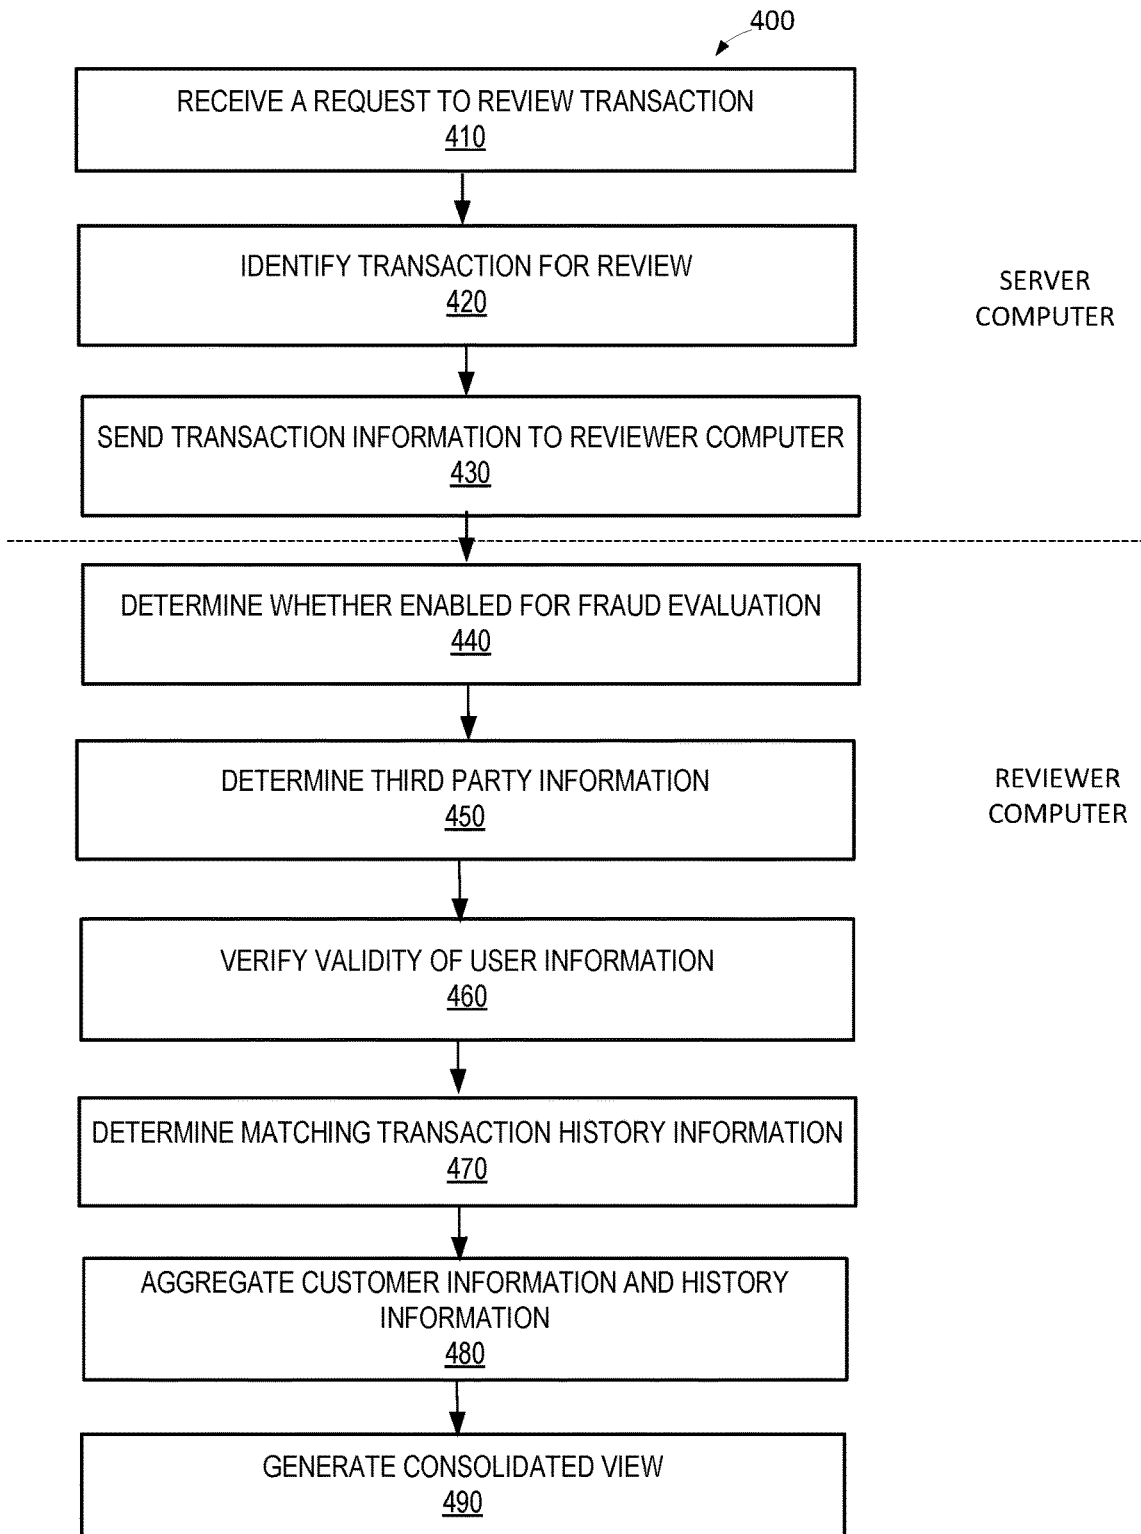 400
RECEIVE A REQUEST TO REVIEW TRANSACTION
410
IDENTIFY TRANSACTION FOR REVIEW
420
SERVER
COMPUTER
SEND TRANSACTION INFORMATION TO REVIEWER COMPUTER
430
DETERMINE WHETHER ENABLED FOR FRAUD EVALUATION
440
DETERMINE THIRD PARTY INFORMATION
450
REVIEWER
COMPUTER
VERIFY VALIDITY OF USER INFORMATION
460
DETERMINE MATCHING TRANSACTION HISTORY INFORMATION
470
AGGREGATE CUSTOMER INFORMATION AND HISTORY
INFORMATION
480
GENERATE CONSOLIDATED VIEW
490